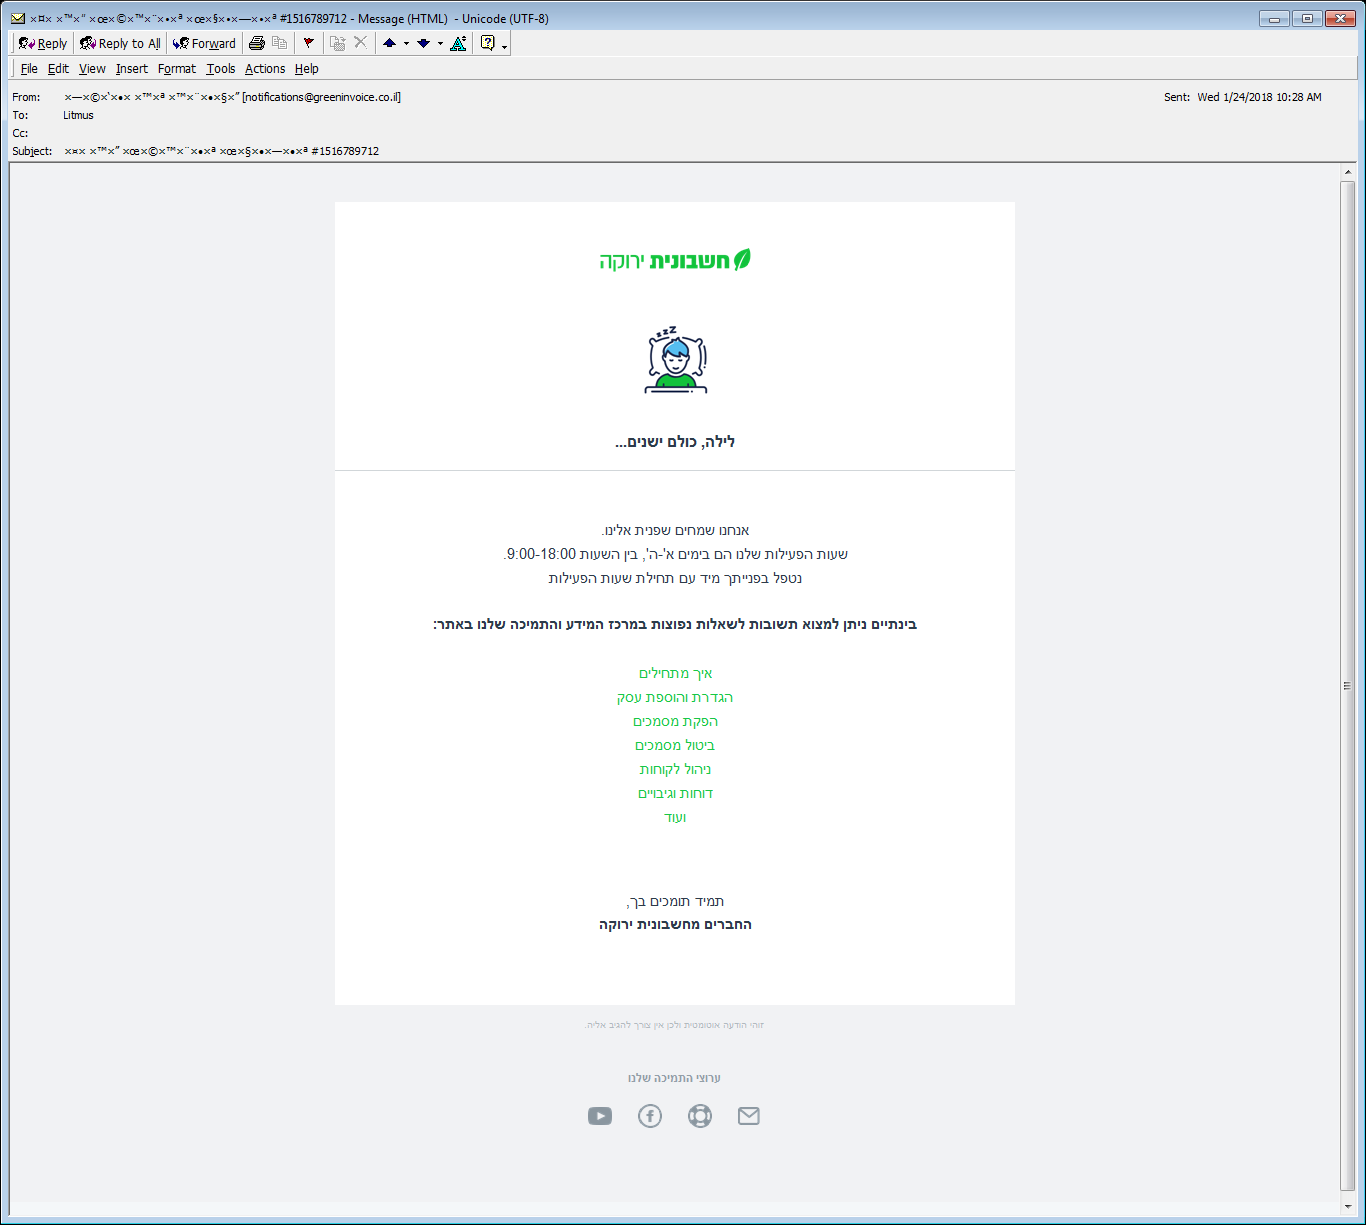 ×¤× ×™×” ×œ×©×™×¨×•×ª ×œ×§×•×—×•×ª #1516789712 - Message (HTML) - Unicode (UTF-8)
Reply Reply to All Forward
File Edit View Insert Format Tools Actions Help
From: ×—×©×‘×•× ×™×ª ×™×¨×•×§×” [notifications@greeninvoice.co.il] Sent: Wed 1/24/2018 10:28 AM
To: Litmus
Cc:
Subject: ×¤× ×™×” ×œ×©×™×¨×•×ª ×œ×§×•×—×•×ª #1516789712
חשבונית ירוקה
zzZ
לילה, כולם ישנים...
אנחנו שמחים שפנית אלינו.
שעות הפעילות שלנו הם בימים א'-ה', בין השעות 9:00-18:00.
נטפל בפנייתך מיד עם תחילת שעות הפעילות
בינתיים ניתן למצוא תשובות לשאלות נפוצות במרכז המידע והתמיכה שלנו באתר:
איך מתחילים
הגדרת והוספת עסק
הפקת מסמכים
ביטול מסמכים
ניהול לקוחות
דוחות וגיבויים
ועוד
תמיד תומכים בך,
החברים מחשבונית ירוקה
זוהי הודעה אוטומטית ולכן אין צורך להגיב אליה.
ערוצי התמיכה שלנו